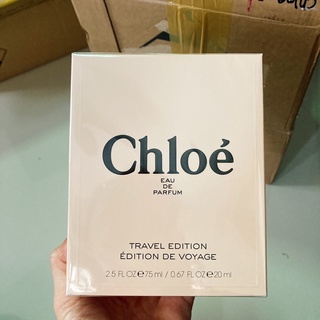 Chloé
EAU
DE
PARFUM
TRAVEL EDITION
ÉDITION DE VOYAGE
2.5 FL OZ℮75 ml / 0.67 FL OZ℮20 ml